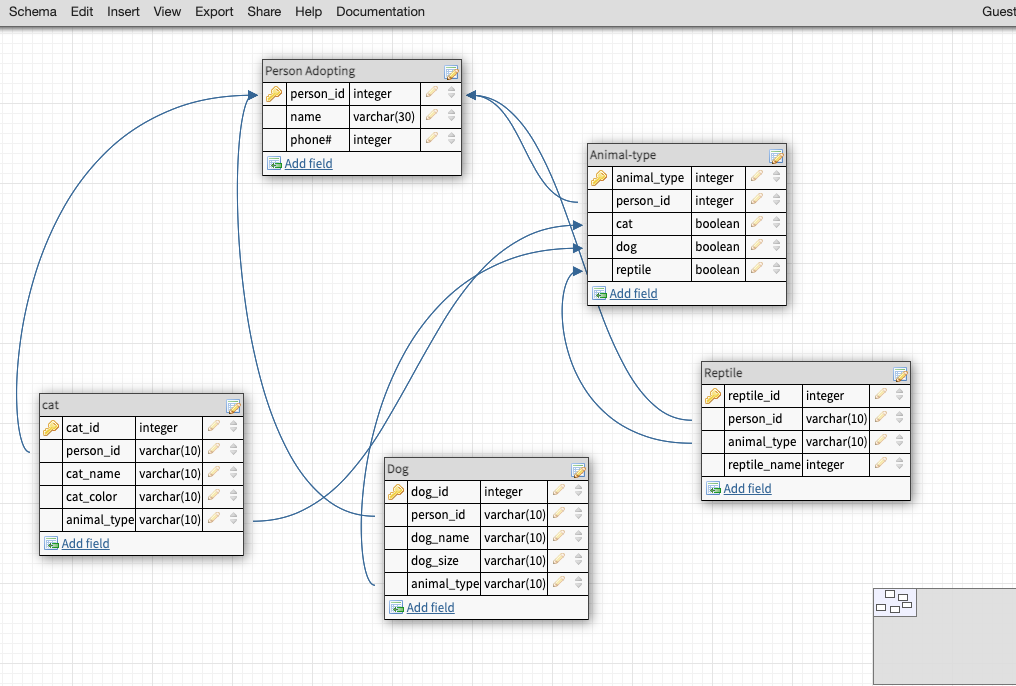 Schema Edit Insert View Export Share Help Documentation Guest
Person Adopting
person_id integer
name varchar(30)
phone# integer
Add field
Animal-type
animal_type integer
person_id integer
cat boolean
dog boolean
reptile boolean
Add field
Reptile
reptile_id integer
person_id varchar(10)
animal_type varchar(10)
reptile_name integer
Add field
cat
cat_id integer
person_id varchar(10)
cat_name varchar(10)
cat_color varchar(10)
animal_type varchar(10)
Add field
Dog
dog_id integer
person_id varchar(10)
dog_name varchar(10)
dog_size varchar(10)
animal_type varchar(10)
Add field